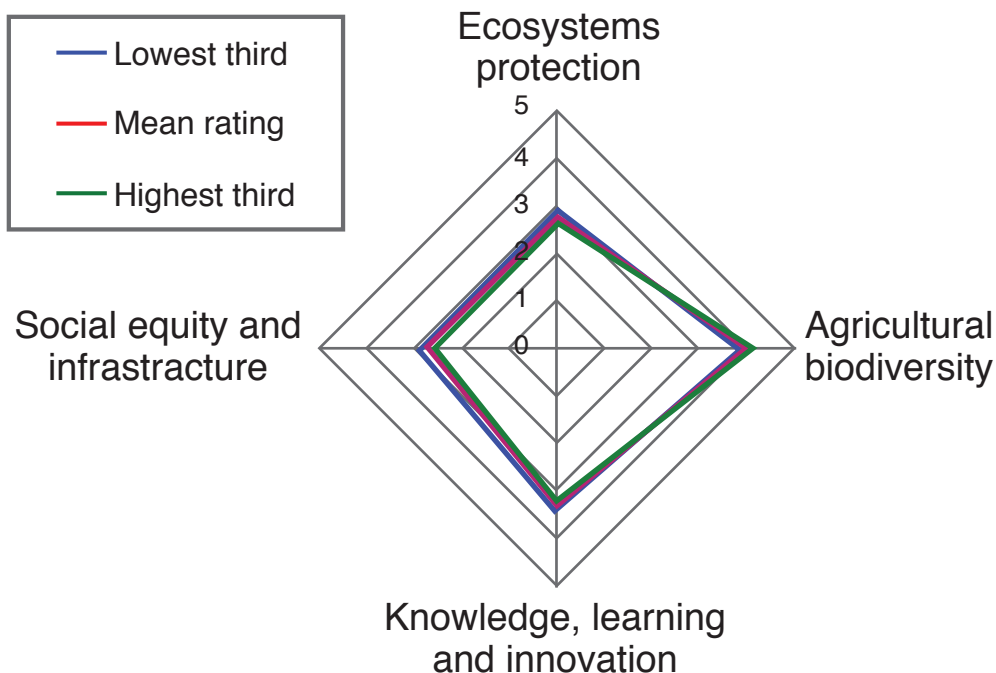 Lowest third
Mean rating
Highest third
Ecosystems
protection
5
4
3
2
1
0
Social equity and
infrastracture
Agricultural
biodiversity
Knowledge, learning
and innovation